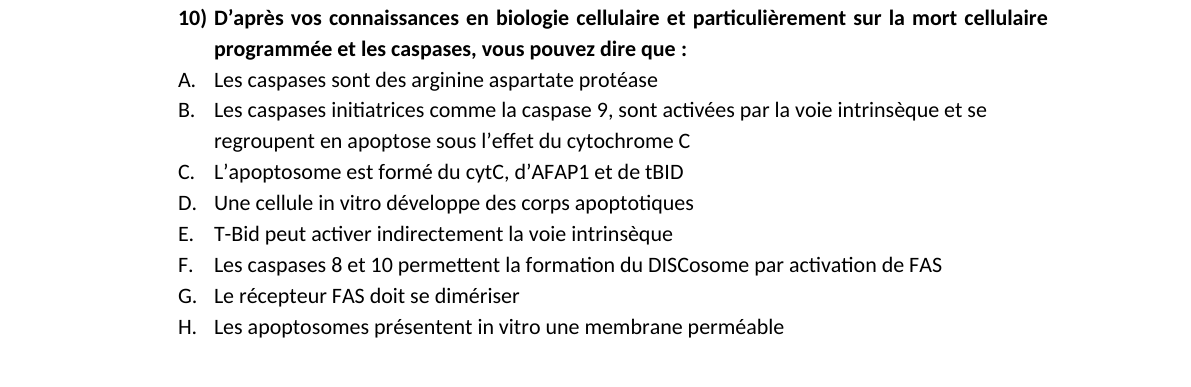 10) D’après vos connaissances en biologie cellulaire et particulièrement sur la mort cellulaire
programmée et les caspases, vous pouvez dire que :
A. Les caspases sont des arginine aspartate protéase
B. Les caspases initiatrices comme la caspase 9, sont activées par la voie intrinsèque et se
regroupent en apoptose sous l’effet du cytochrome C
C. L’apoptosome est formé du cytC, d’AFAP1 et de tBID
D. Une cellule in vitro développe des corps apoptotiques
E. T-Bid peut activer indirectement la voie intrinsèque
F. Les caspases 8 et 10 permettent la formation du DISCosome par activation de FAS
G. Le récepteur FAS doit se dimériser
H. Les apoptosomes présentent in vitro une membrane perméable